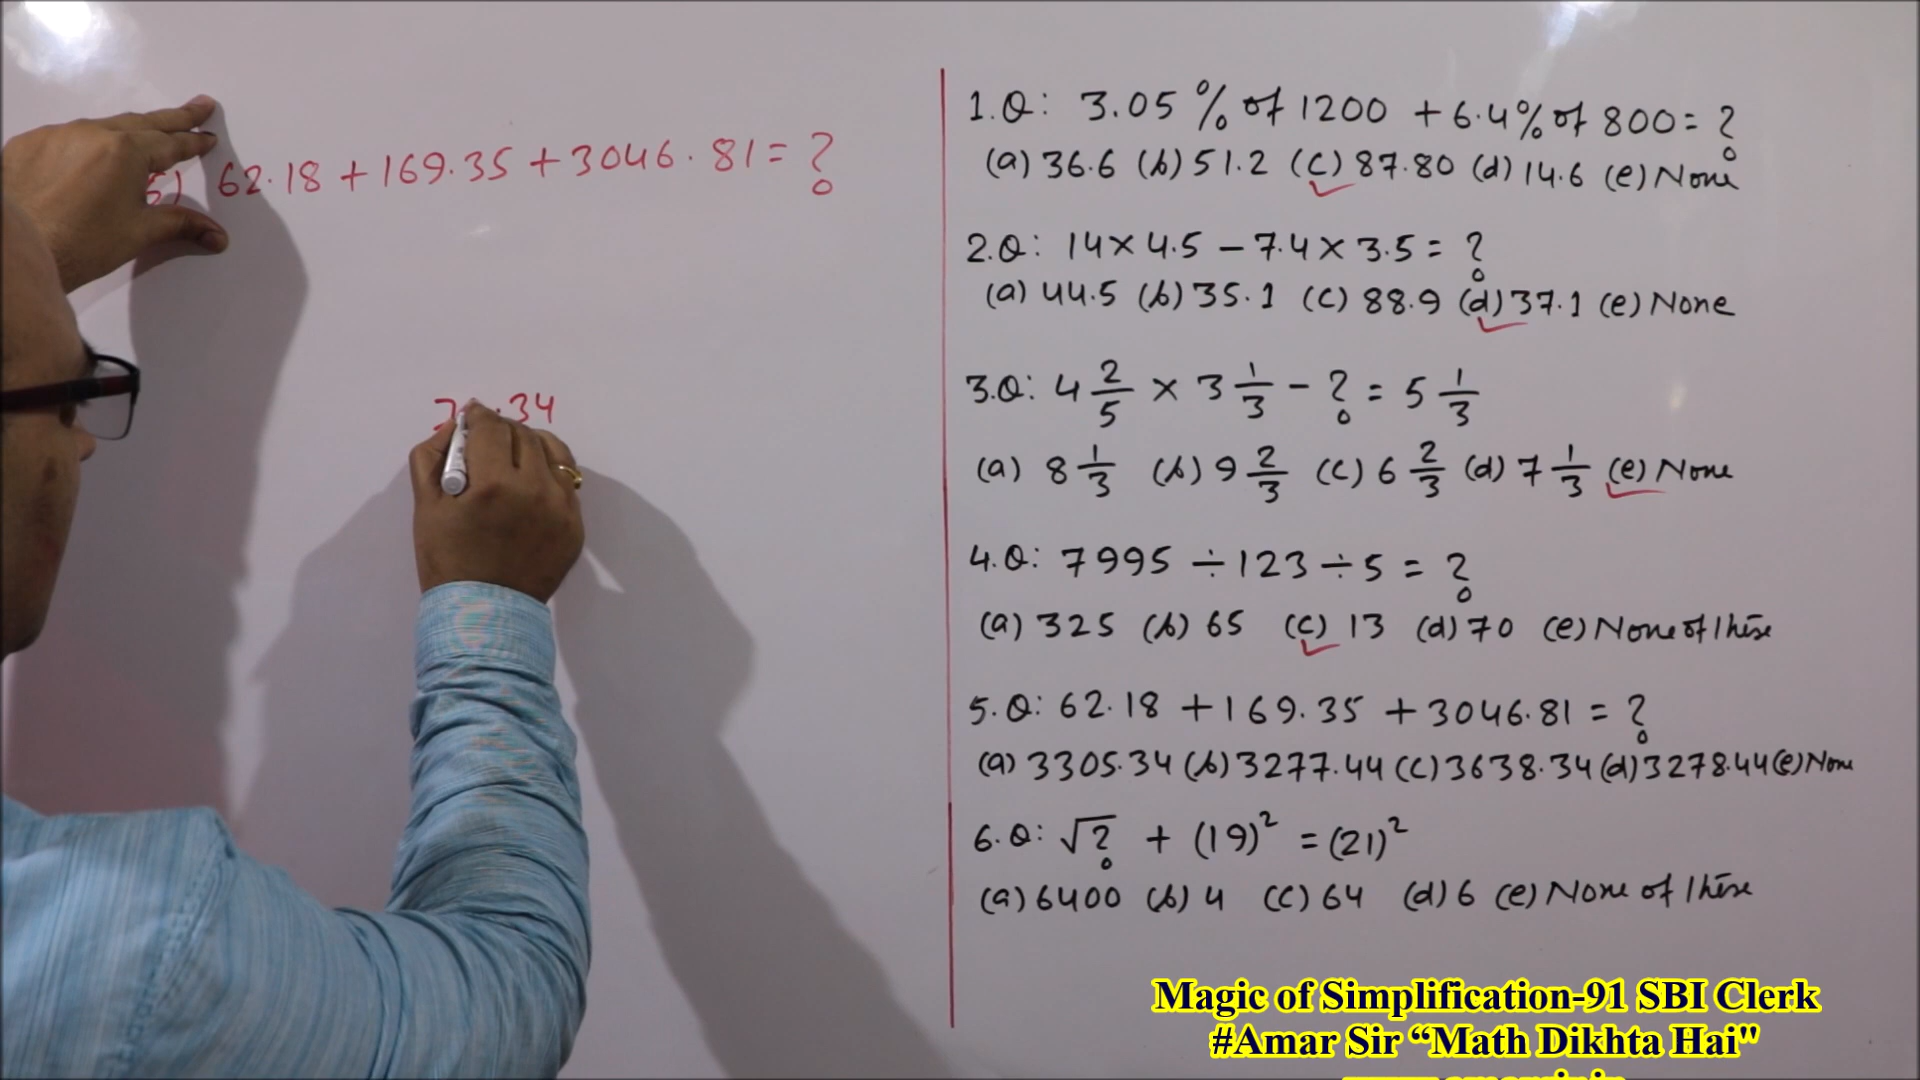 5) 62.18 + 169.35 + 3046.81 = ?
.34
1.Q: 3.05 % of 1200 + 6.4% of 800 = ?
(a) 36.6 (b) 51.2 (c) 87.80 (d) 14.6 (e) None
2.Q: 14 × 4.5 − 7.4 × 3.5 = ?
(a) 44.5 (b) 35.1 (c) 88.9 (d) 37.1 (e) None
3.Q: 4 2/5 × 3 1/3 − ? = 5 1/3
(a) 8 1/3 (b) 9 2/3 (c) 6 2/3 (d) 7 1/3 (e) None
4.Q: 7995 ÷ 123 ÷ 5 = ?
(a) 325 (b) 65 (c) 13 (d) 70 (e) None of these
5.Q: 62.18 + 169.35 + 3046.81 = ?
(a) 3305.34 (b) 3277.44 (c) 3638.34 (d) 3278.44 (e) None
6.Q: √? + (19)² = (21)²
(a) 6400 (b) 4 (c) 64 (d) 6 (e) None of these
Magic of Simplification-91 SBI Clerk
#Amar Sir “Math Dikhta Hai"